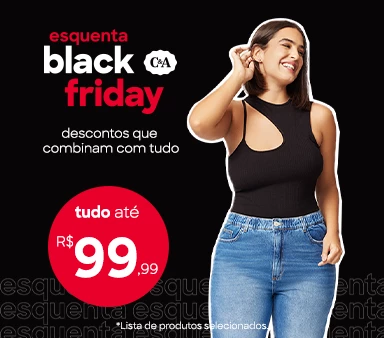 esquenta
black C&A
friday
descontos que
combinam com tudo
tudo até
R$ 99,99
esquenta esquenta esquenta
esquenta esquenta esquenta
*Lista de produtos selecionados.